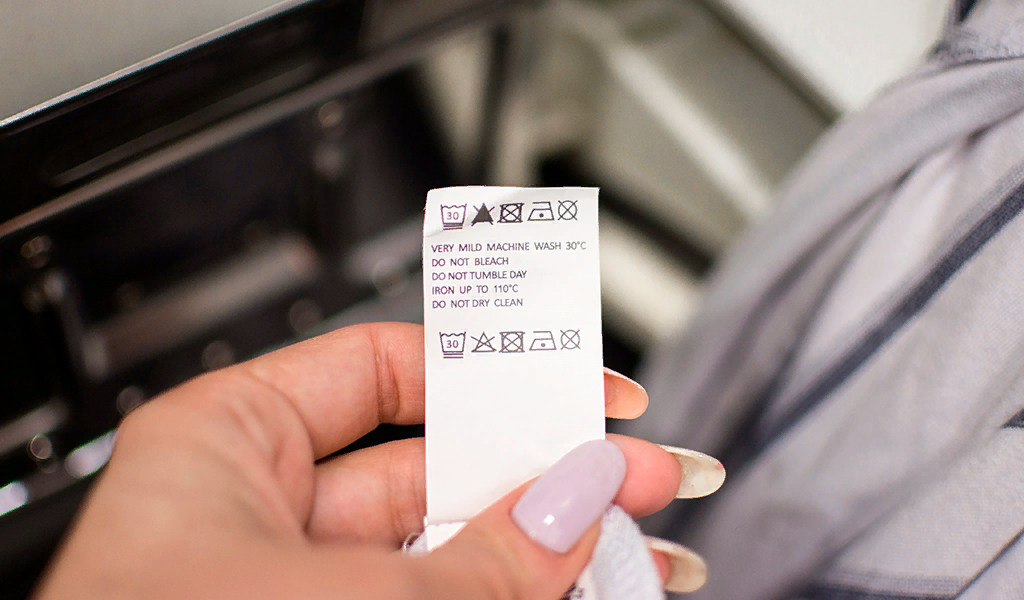 30
VERY MILD MACHINE WASH 30°C
DO NOT BLEACH
DO NOT TUMBLE DAY
IRON UP TO 110°C
DO NOT DRY CLEAN
30